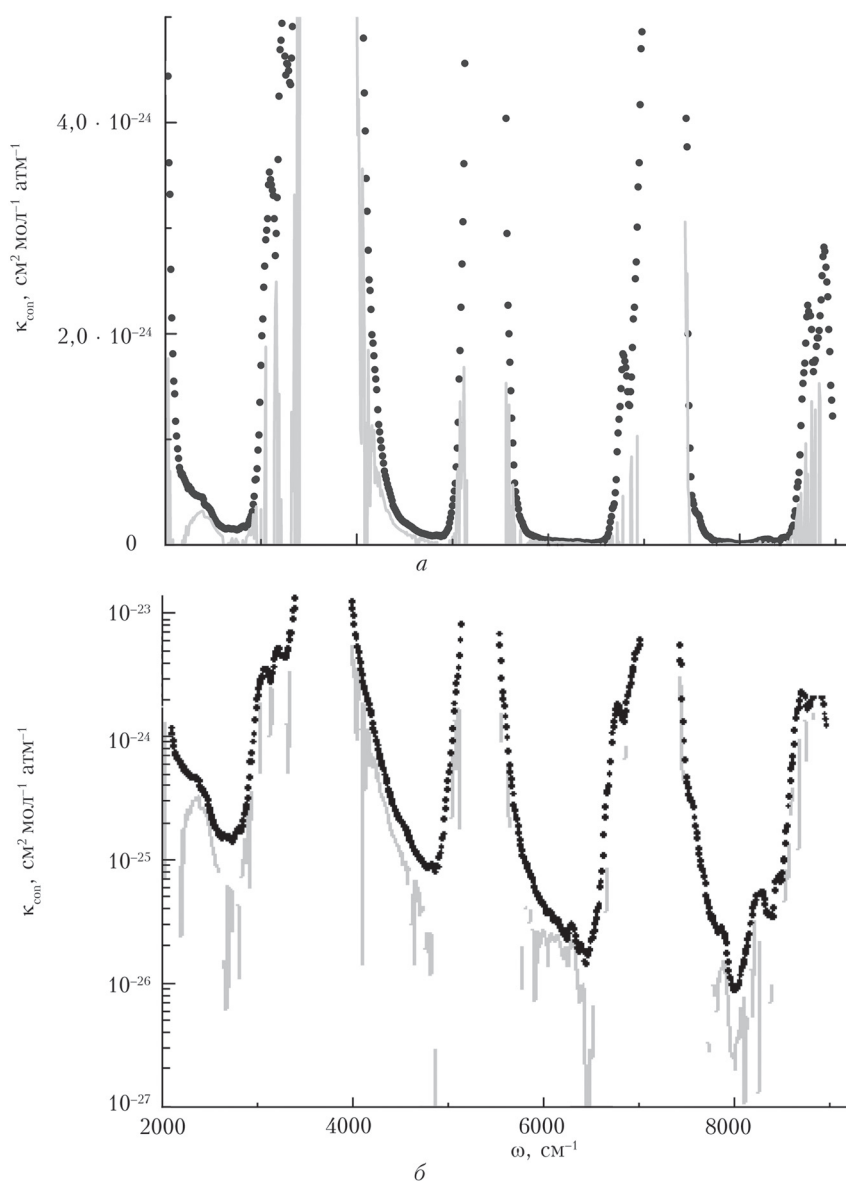 κcon, см² мол⁻¹ атм⁻¹
4,0 · 10⁻²⁴
2,0 · 10⁻²⁴
0
а
κcon, см² мол⁻¹ атм⁻¹
10⁻²³
10⁻²⁴
10⁻²⁵
10⁻²⁶
10⁻²⁷
2000 4000 6000 8000
ω, см⁻¹
б